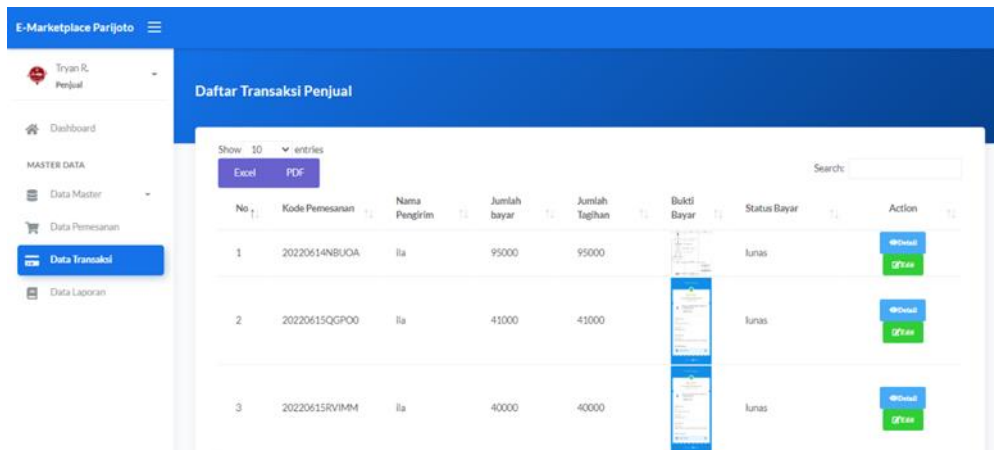 E-Marketplace Parijoto
Tryan R.
Penjual
Dashboard
MASTER DATA
Data Master
Data Pemesanan
Data Transaksi
Data Laporan
Daftar Transaksi Penjual
Show 10 entries
Excel PDF
Search:
No Kode Pemesanan Nama Pengirim Jumlah bayar Jumlah Tagihan Bukti Bayar Status Bayar Action
1 20220614NBUOA Ila 95000 95000 lunas Detail
Edit
2 20220615QGPO0 Ila 41000 41000 lunas Detail
Edit
3 20220615RVIMM Ila 40000 40000 lunas Detail
Edit